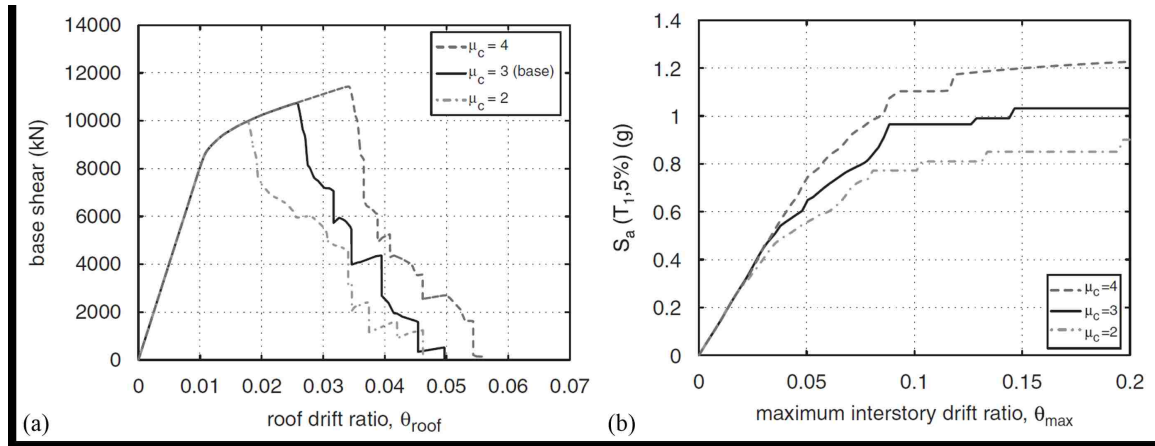 14000
12000
10000
8000
6000
4000
2000
0
base shear (kN)
μc = 4
μc = 3 (base)
μc = 2
0 0.01 0.02 0.03 0.04 0.05 0.06 0.07
(a) roof drift ratio, θroof
1.4
1.2
1
0.8
0.6
0.4
0.2
0
Sa (T1,5%) (g)
μc=4
μc=3
μc=2
0 0.05 0.1 0.15 0.2
(b) maximum interstory drift ratio, θmax